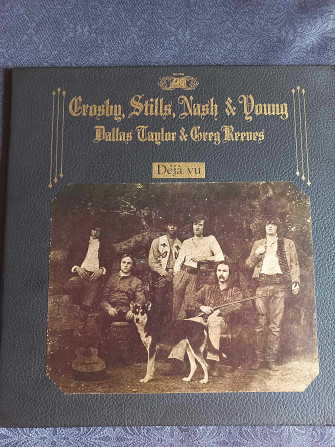 Crosby, Stills, Nash & Young
Dallas Taylor & Greg Reeves
Déjà vu